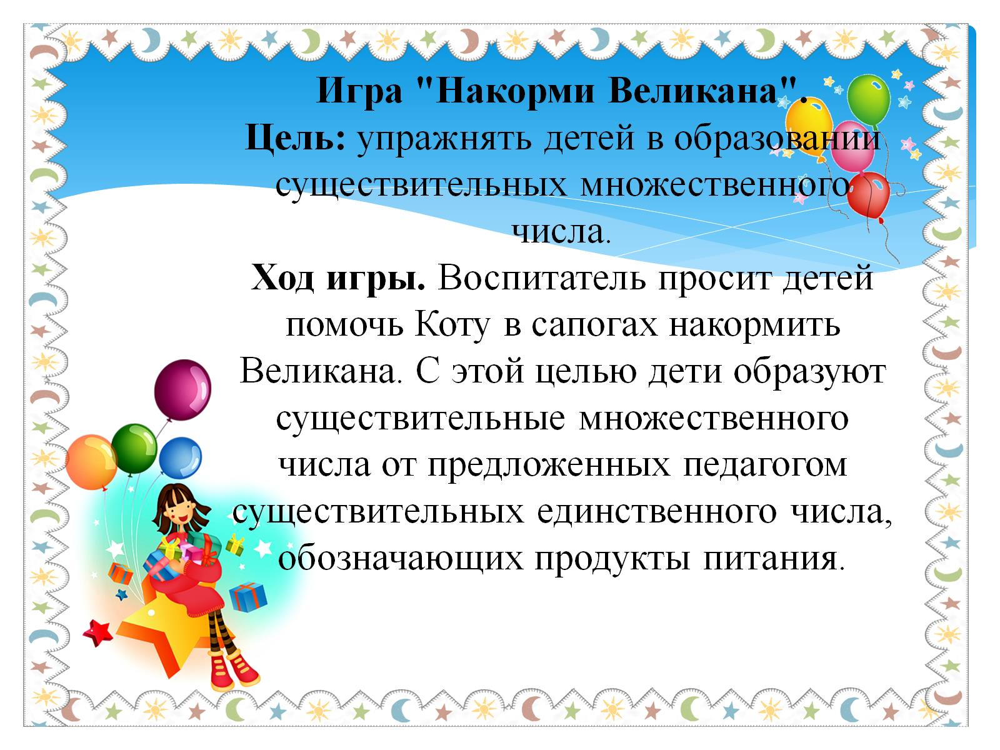 Игра "Накорми Великана".
Цель: упражнять детей в образовании
существительных множественного
числа.
Ход игры. Воспитатель просит детей
помочь Коту в сапогах накормить
Великана. С этой целью дети образуют
существительные множественного
числа от предложенных педагогом
существительных единственного числа,
обозначающих продукты питания.